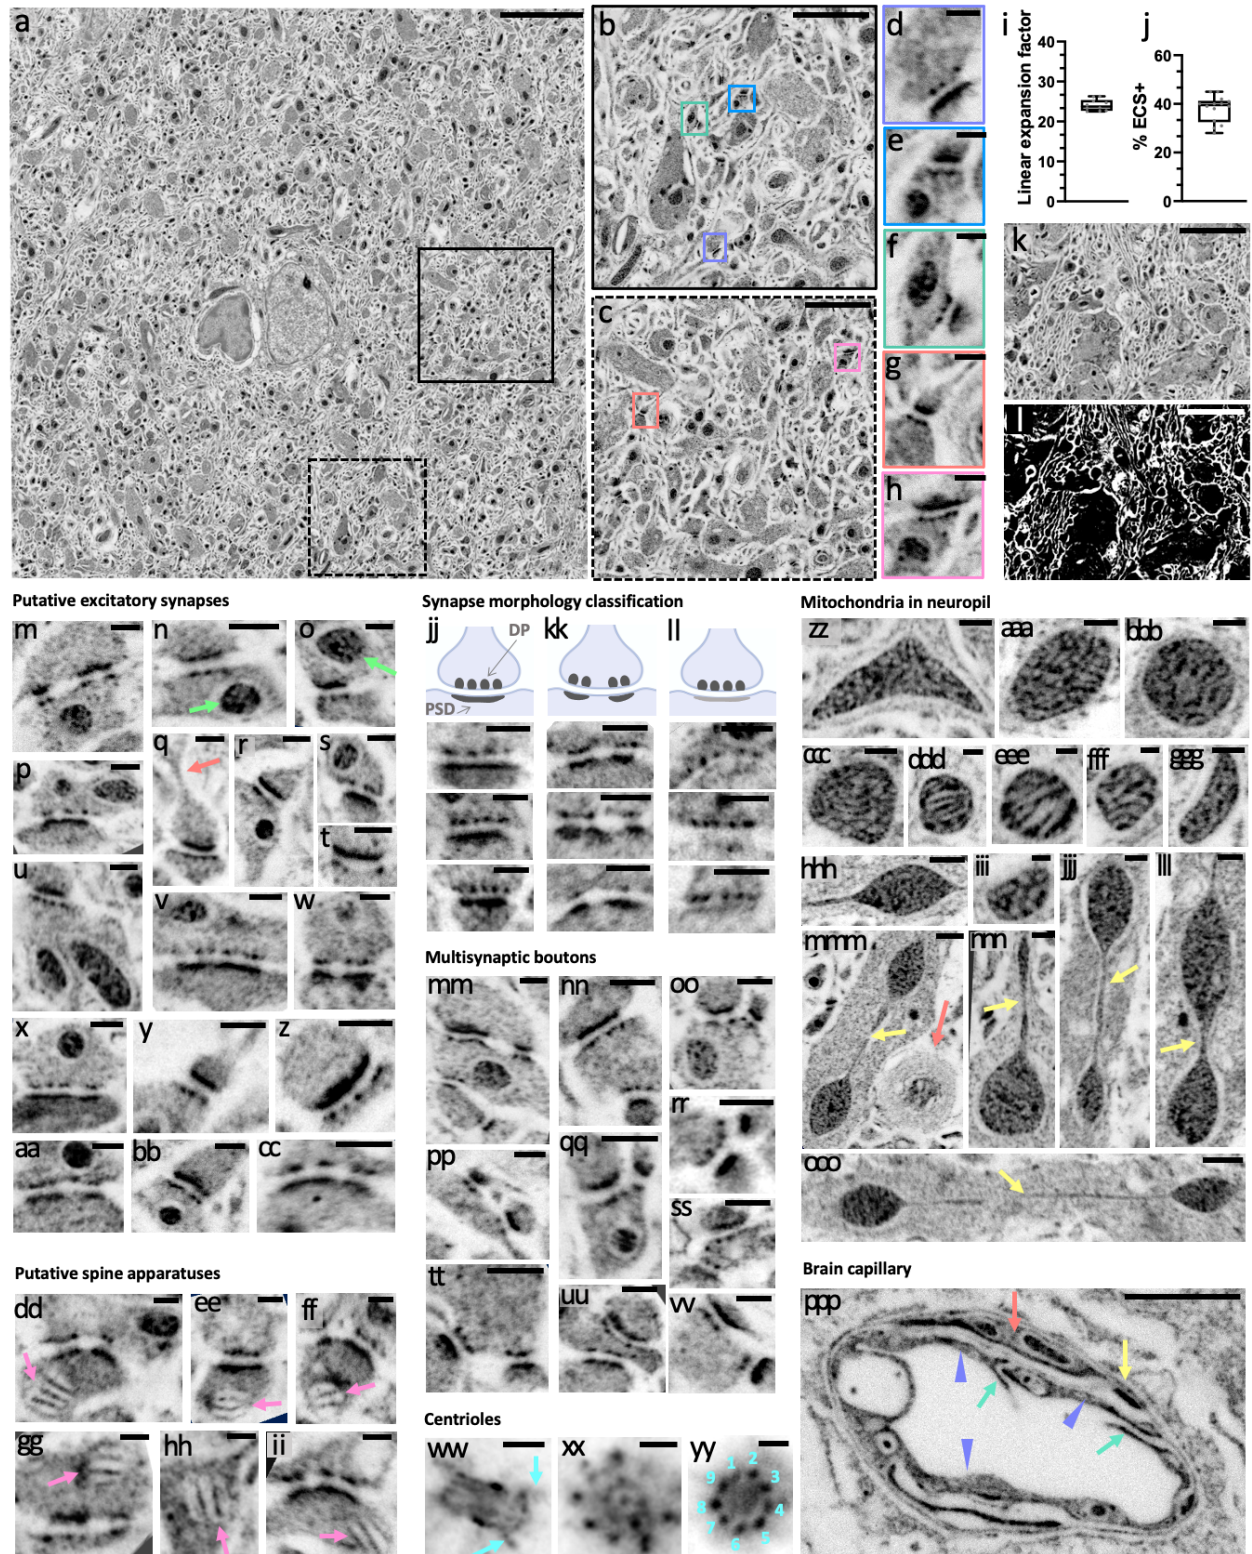 a
b
c
d
e
f
g
h
i
40
30
20
10
0
Linear expansion factor
j
60
40
20
0
% ECS+
k
l
Putative excitatory synapses
m
n
o
p
q
r
s
t
u
v
w
x
y
z
aa
bb
cc
Putative spine apparatuses
dd
ee
ff
gg
hh
ii
Synapse morphology classification
jj
kk
ll
DP
PSD
Multisynaptic boutons
mm
nn
oo
pp
qq
rr
ss
tt
uu
vv
Centrioles
ww
xx
yy
1
2
3
4
5
6
7
8
9
Mitochondria in neuropil
zz
aaa
bbb
ccc
ddd
eee
fff
ggg
hhh
iii
jjj
lll
mmm
nnn
ooo
Brain capillary
ppp